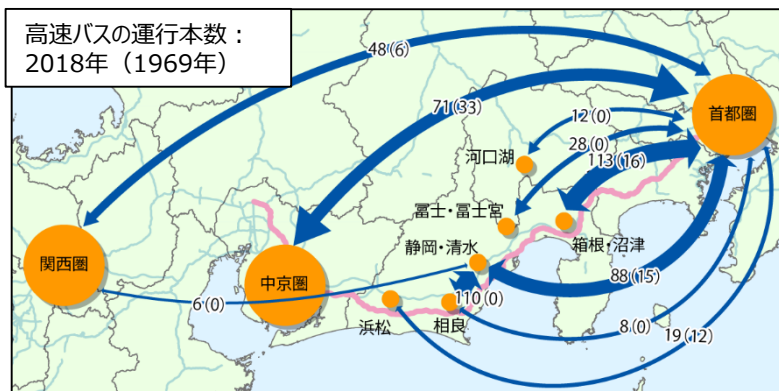 高速バスの運行本数：
2018年（1969年）
48(6)
71(33)
首都圏
12(0)
28(0)
河口湖
113(16)
富士・富士宮
箱根・沼津
静岡・清水
関西圏
中京圏
88(15)
6(0)
110(0)
浜松
相良
8(0)
19(12)